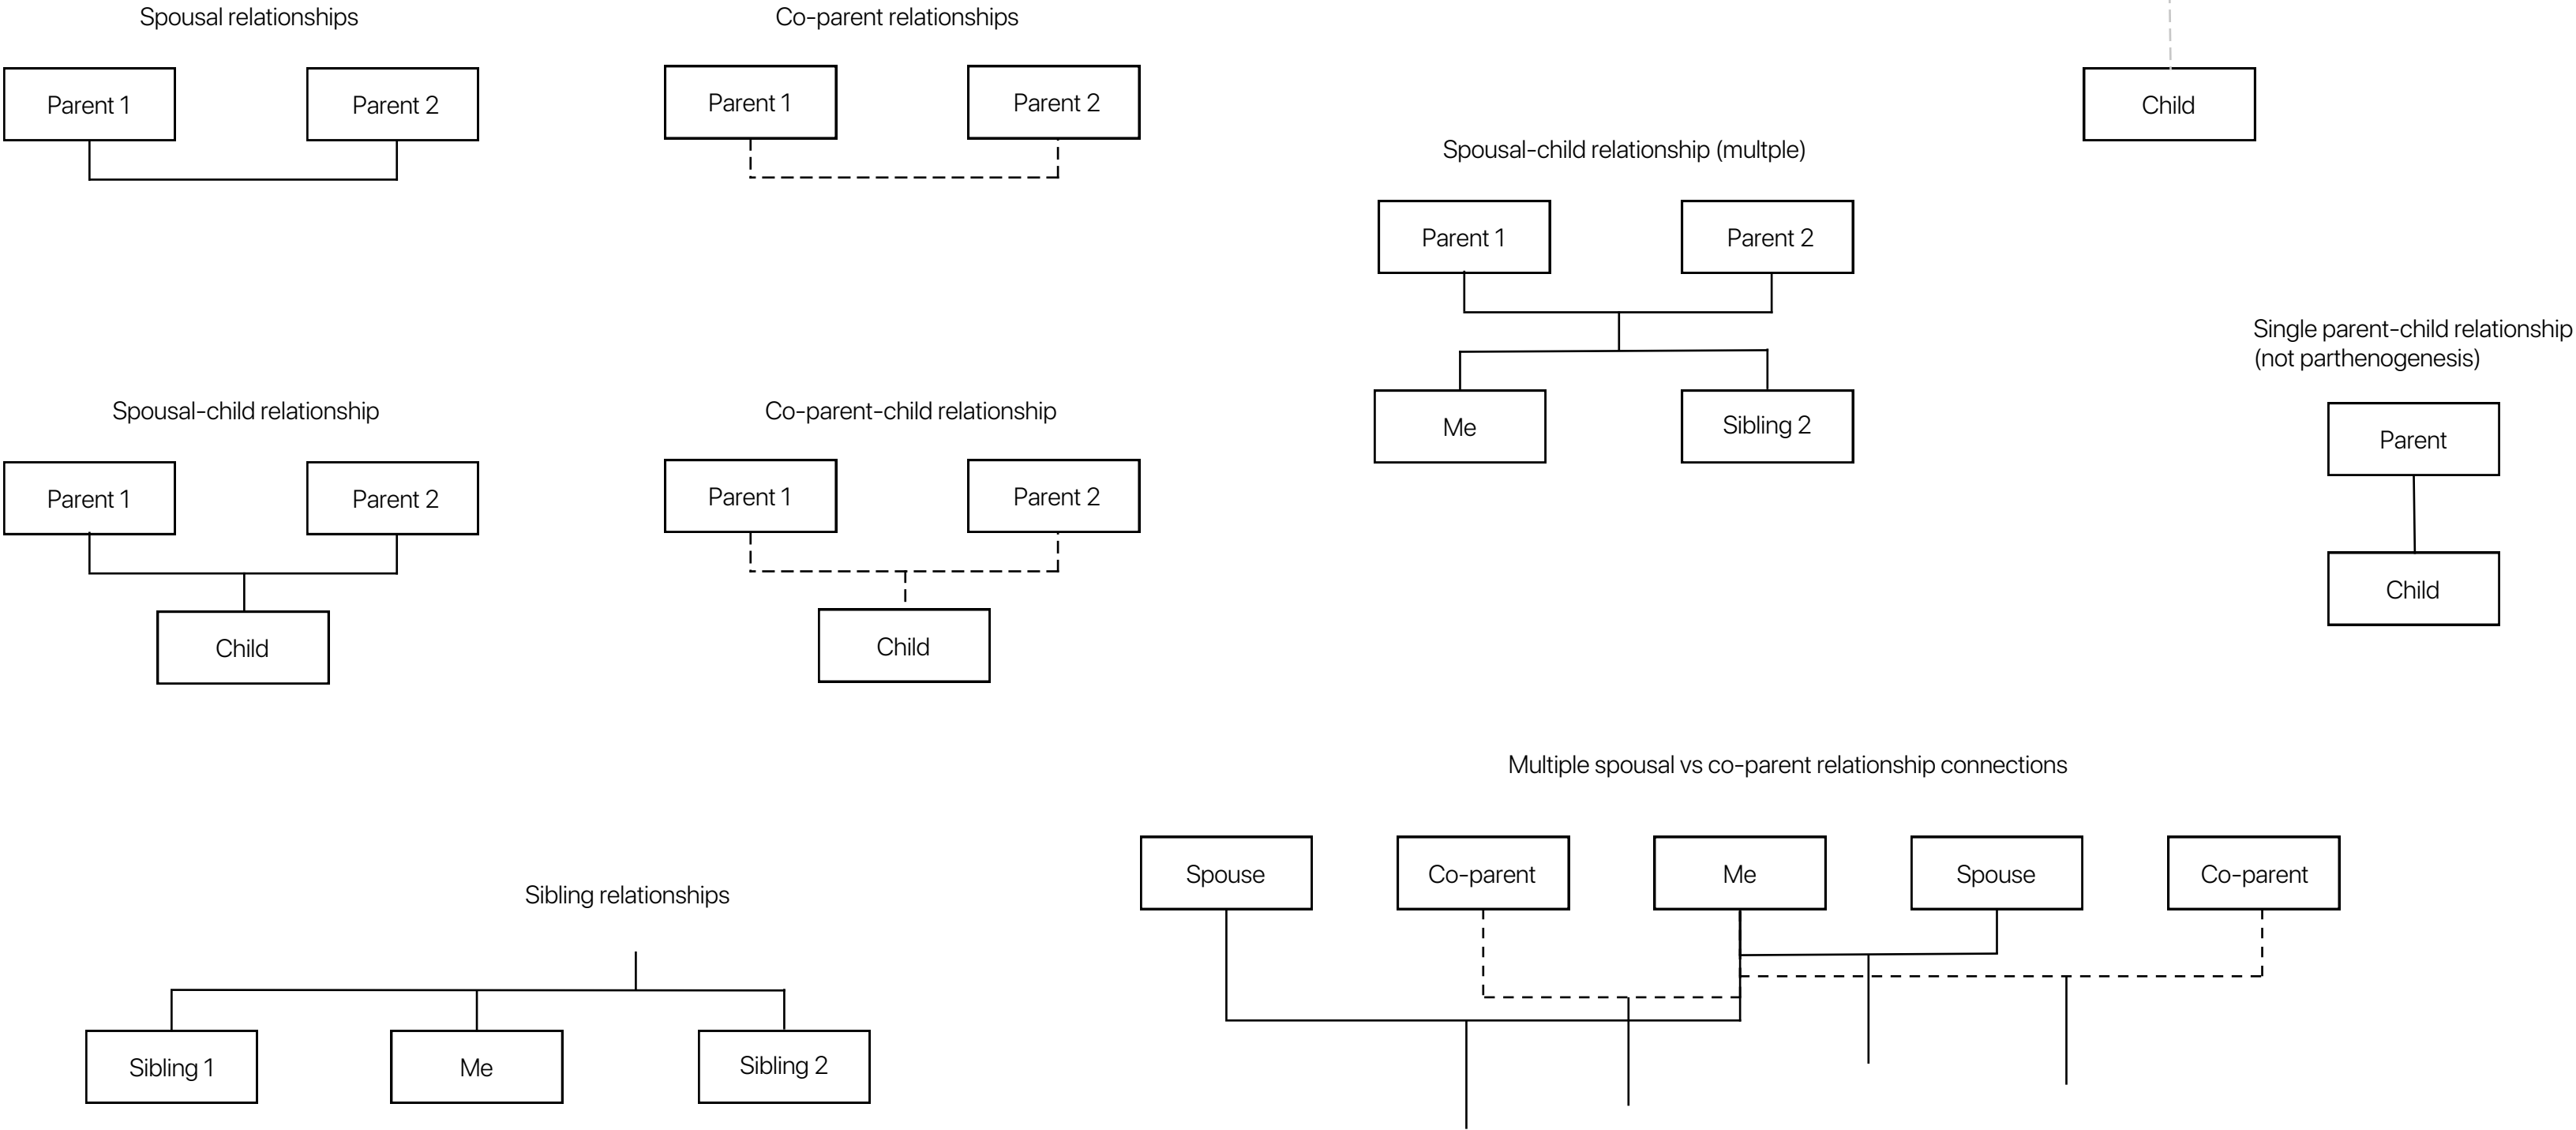 Spousal relationships
Parent 1
Parent 2
Co-parent relationships
Parent 1
Parent 2
Child
Spousal-child relationship (multple)
Parent 1
Parent 2
Me
Sibling 2
Single parent-child relationship
(not parthenogenesis)
Parent
Child
Spousal-child relationship
Parent 1
Parent 2
Child
Co-parent-child relationship
Parent 1
Parent 2
Child
Sibling relationships
Sibling 1
Me
Sibling 2
Multiple spousal vs co-parent relationship connections
Spouse
Co-parent
Me
Spouse
Co-parent